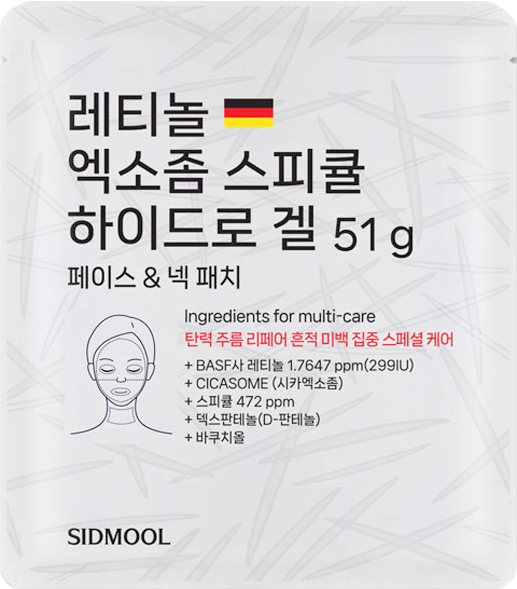 레티놀
엑소좀 스피큘
하이드로 겔 51 g
페이스 & 넥 패치
Ingredients for multi-care
탄력 주름 리페어 흔적 미백 집중 스페셜 케어
+ BASF사 레티놀 1.7647 ppm(299IU)
+ CICASOME (시카엑소좀)
+ 스피큘 472 ppm
+ 덱스판테놀(D-판테놀)
+ 바쿠치올
SIDMOOL